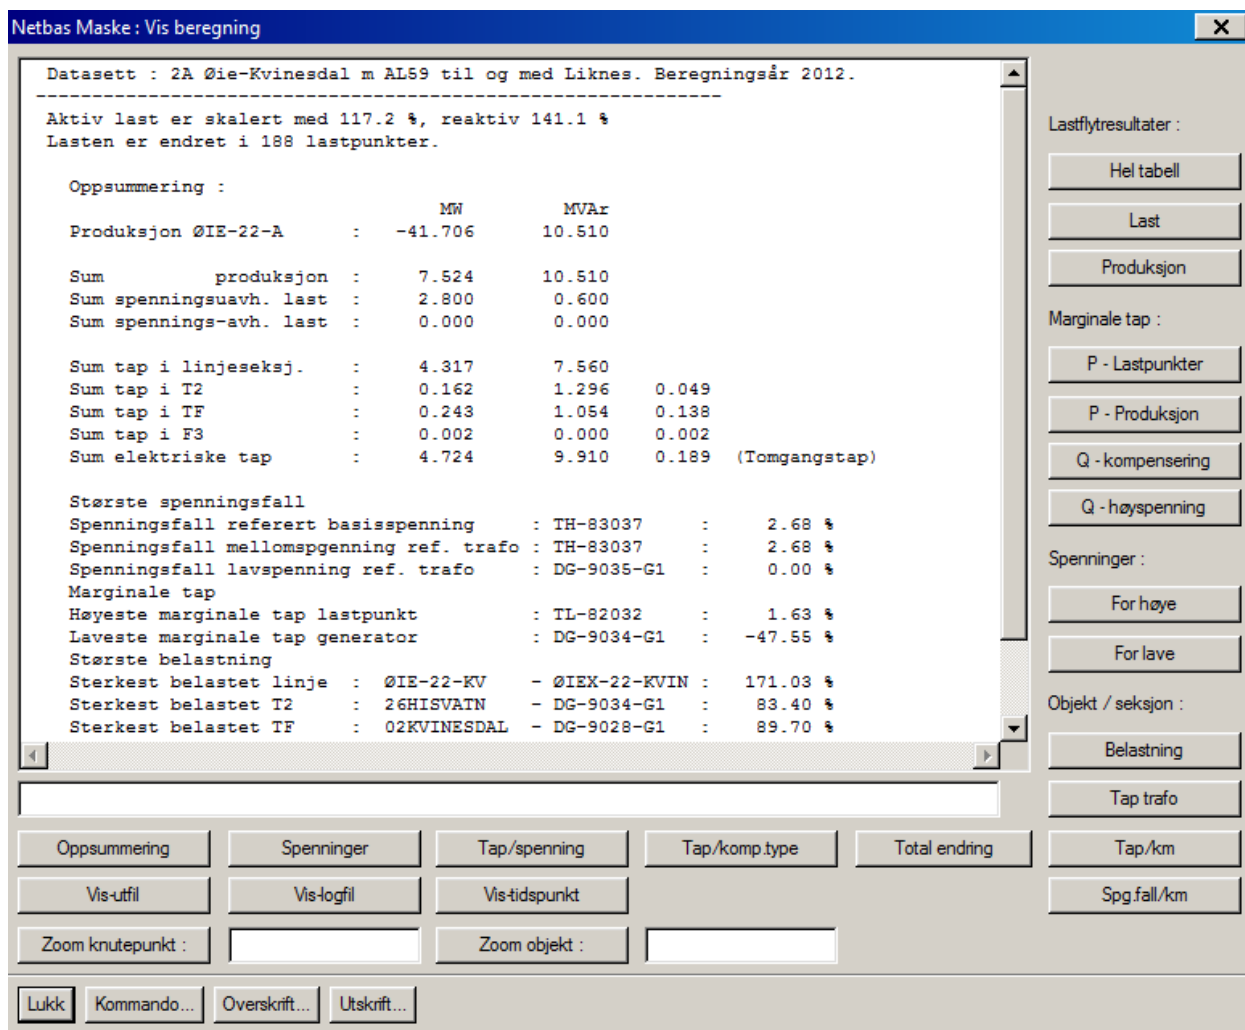 Netbas Maske : Vis beregning
Datasett : 2A Øie-Kvinesdal m AL59 til og med Liknes. Beregningsår 2012.
-------------------------------------------------------------
Aktiv last er skalert med 117.2 %, reaktiv 141.1 %
Lasten er endret i 188 lastpunkter.
Oppsummering :
MW MVAr
Produksjon ØIE-22-A : -41.706 10.510
Sum produksjon : 7.524 10.510
Sum spenningsuavh. last : 2.800 0.600
Sum spennings-avh. last : 0.000 0.000
Sum tap i linjeseksj. : 4.317 7.560
Sum tap i T2 : 0.162 1.296 0.049
Sum tap i TF : 0.243 1.054 0.138
Sum tap i F3 : 0.002 0.000 0.002
Sum elektriske tap : 4.724 9.910 0.189 (Tomgangstap)
Største spenningsfall
Spenningsfall referert basisspenning : TH-83037 : 2.68 %
Spenningsfall mellomspgenning ref. trafo : TH-83037 : 2.68 %
Spenningsfall lavspenning ref. trafo : DG-9035-G1 : 0.00 %
Marginale tap
Høyeste marginale tap lastpunkt : TL-82032 : 1.63 %
Laveste marginale tap generator : DG-9034-G1 : -47.55 %
Største belastning
Sterkest belastet linje : ØIE-22-KV - ØIEX-22-KVIN : 171.03 %
Sterkest belastet T2 : 26HISVATN - DG-9034-G1 : 83.40 %
Sterkest belastet TF : 02KVINESDAL - DG-9028-G1 : 89.70 %
Lastflytresultater :
Hel tabell
Last
Produksjon
Marginale tap :
P - Lastpunkter
P - Produksjon
Q - kompensering
Q - høyspenning
Spenninger :
For høye
For lave
Objekt / seksjon :
Belastning
Tap trafo
Tap/km
Spg.fall/km
Oppsummering Spenninger Tap/spenning Tap/komp.type Total endring
Vis-utfil Vis-logfil Vis-tidspunkt
Zoom knutepunkt : Zoom objekt :
Lukk Kommando... Overskrift... Utskrift...